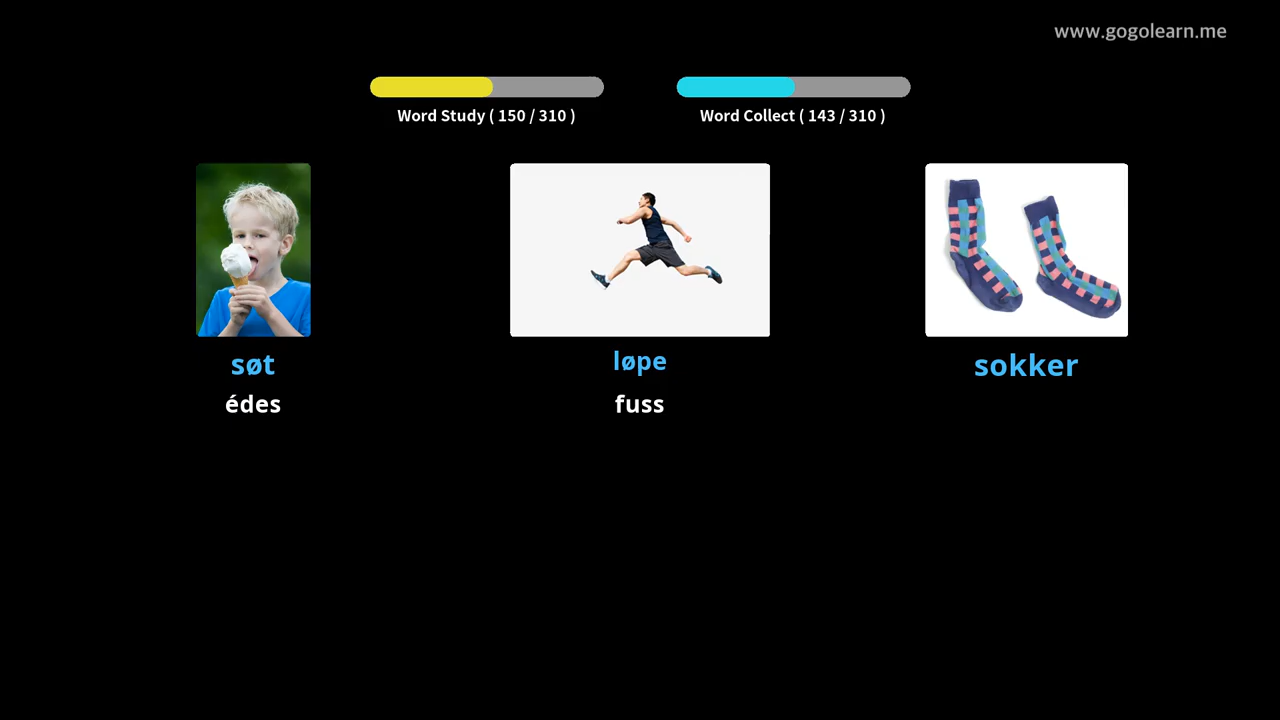 www.gogolearn.me
Word Study ( 150 / 310 )
Word Collect ( 143 / 310 )
søt
løpe
sokker
édes
fuss